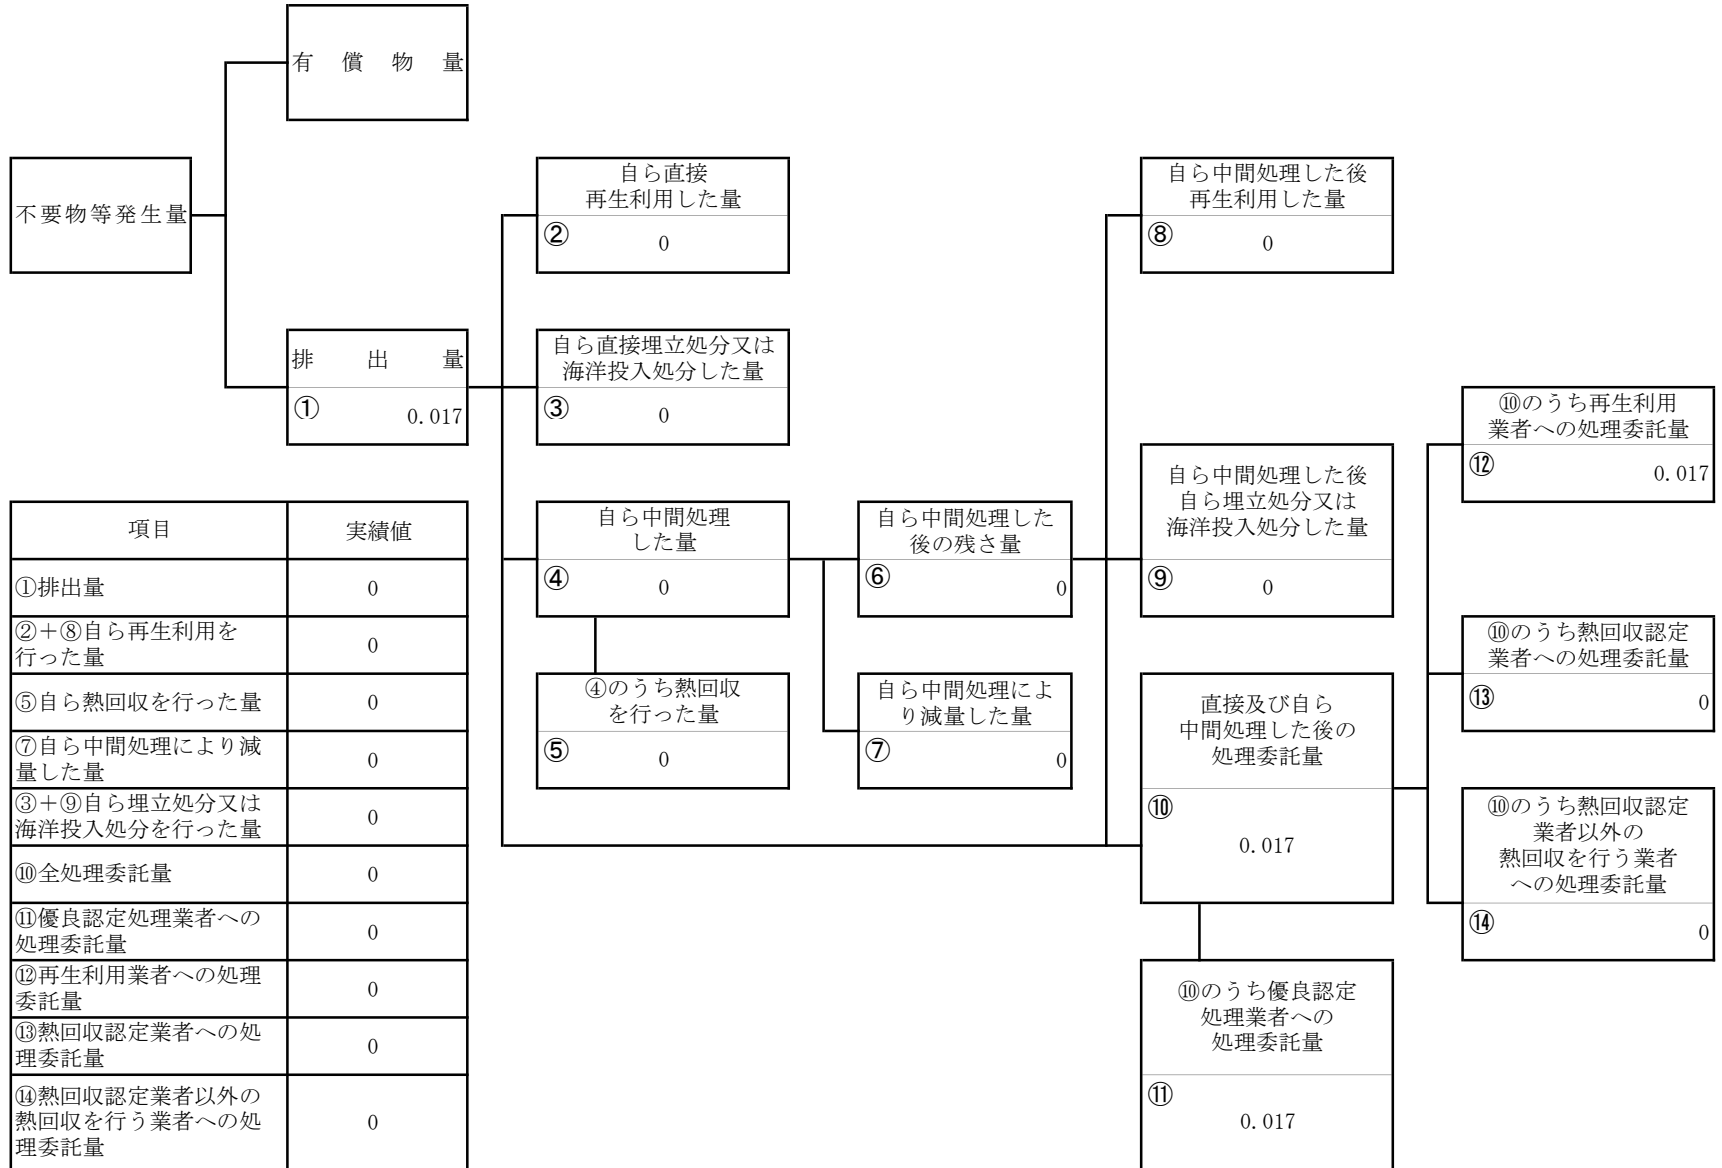 有償物量
不要物等発生量
排出量
① 0.017
自ら直接
再生利用した量
② 0
自ら直接埋立処分又は
海洋投入処分した量
③ 0
自ら中間処理
した量
④ 0
④のうち熱回収
を行った量
⑤ 0
自ら中間処理した
後の残さ量
⑥ 0
自ら中間処理によ
り減量した量
⑦ 0
自ら中間処理した後
再生利用した量
⑧ 0
自ら中間処理した後
自ら埋立処分又は
海洋投入処分した量
⑨ 0
直接及び自ら
中間処理した後の
処理委託量
⑩
0.017
⑩のうち優良認定
処理業者への
処理委託量
⑪
0.017
⑩のうち再生利用
業者への処理委託量
⑫ 0.017
⑩のうち熱回収認定
業者への処理委託量
⑬ 0
⑩のうち熱回収認定
業者以外の
熱回収を行う業者
への処理委託量
⑭ 0
項目 実績値
①排出量 0
②＋⑧自ら再生利用を
行った量 0
⑤自ら熱回収を行った量 0
⑦自ら中間処理により減
量した量 0
③＋⑨自ら埋立処分又は
海洋投入処分を行った量 0
⑩全処理委託量 0
⑪優良認定処理業者への
処理委託量 0
⑫再生利用業者への処理
委託量 0
⑬熱回収認定業者への処
理委託量 0
⑭熱回収認定業者以外の
熱回収を行う業者への処 0
理委託量